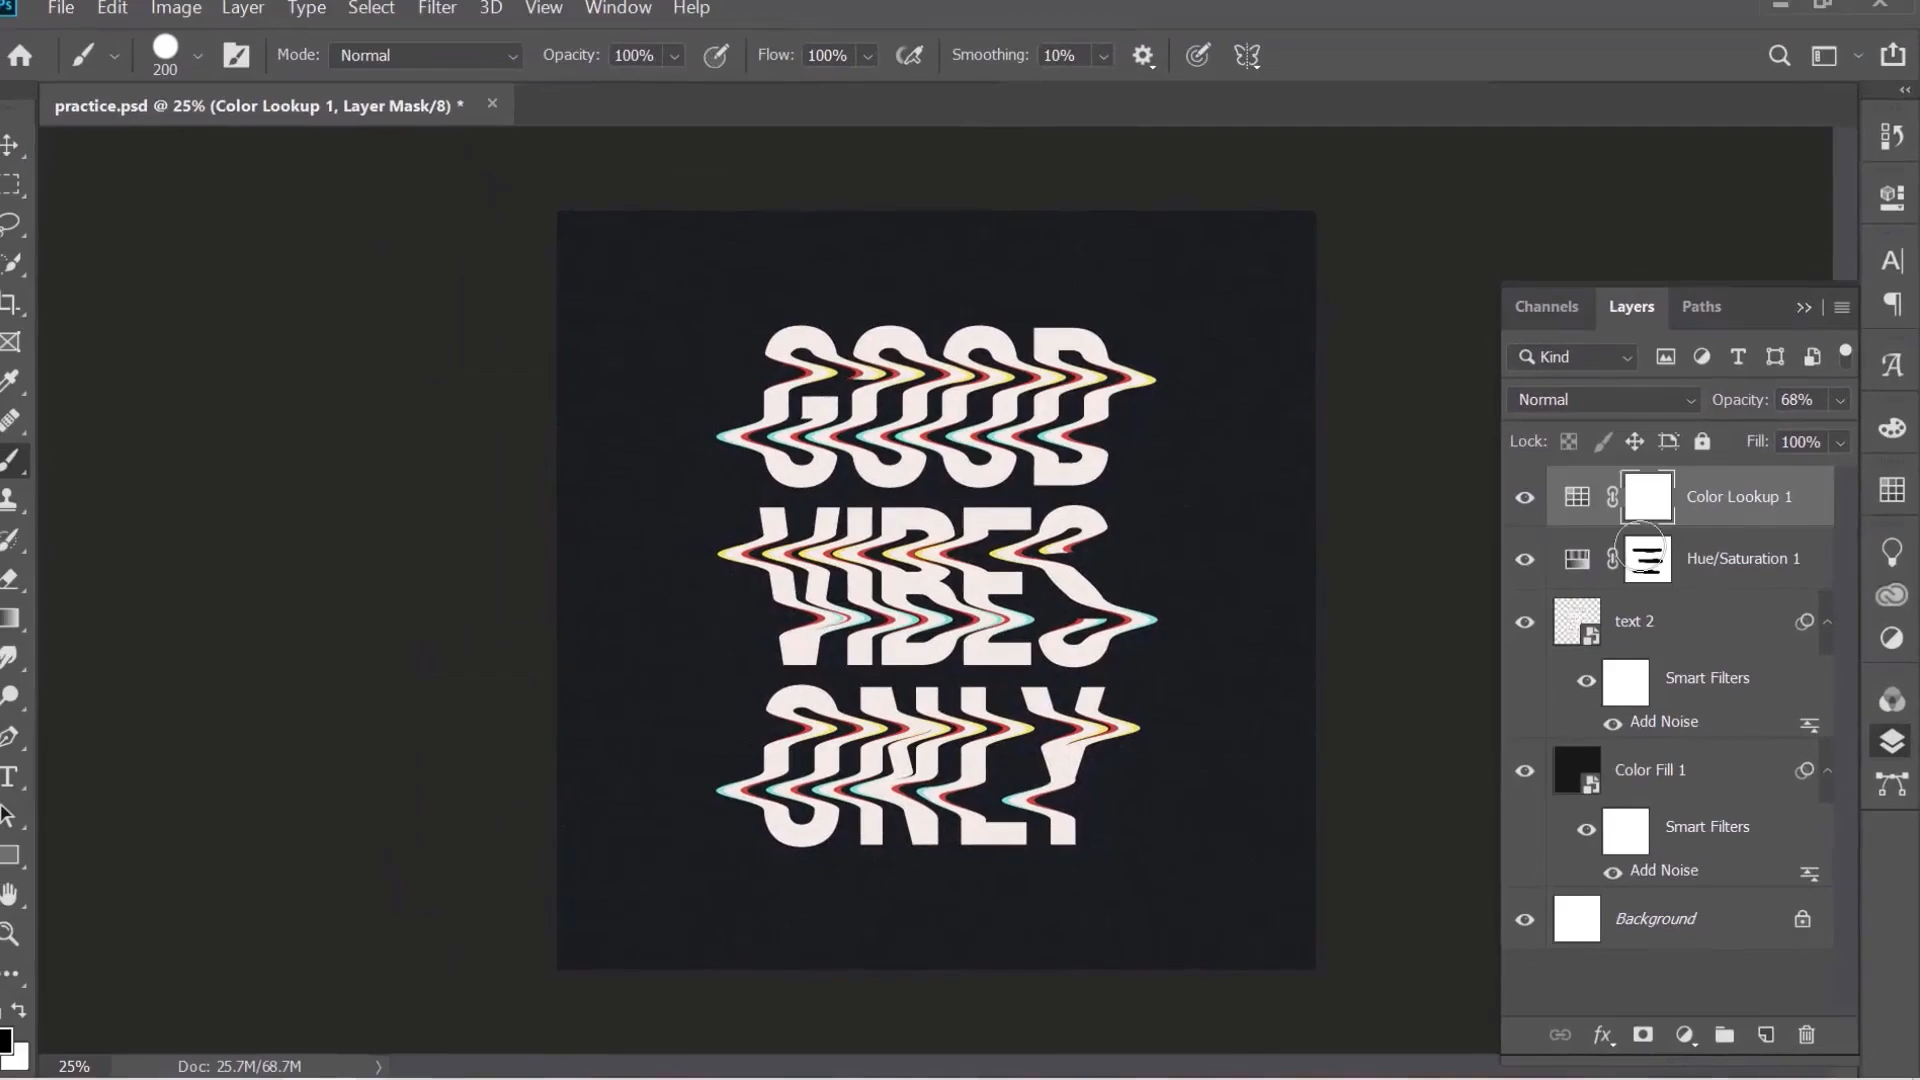 Ps File Edit Image Layer Type Select Filter 3D View Window Help
200 Mode: Normal Opacity: 100% Flow: 100% Smoothing: 10%
practice.psd @ 25% (Color Lookup 1, Layer Mask/8) *
GOOD
VIBES
ONLY
Channels Layers Paths
Kind
Normal Opacity: 68%
Lock: Fill: 100%
Color Lookup 1
Hue/Saturation 1
text 2
Smart Filters
Add Noise
Color Fill 1
Smart Filters
Add Noise
Background
fx
25% Doc: 25.7M/68.7M